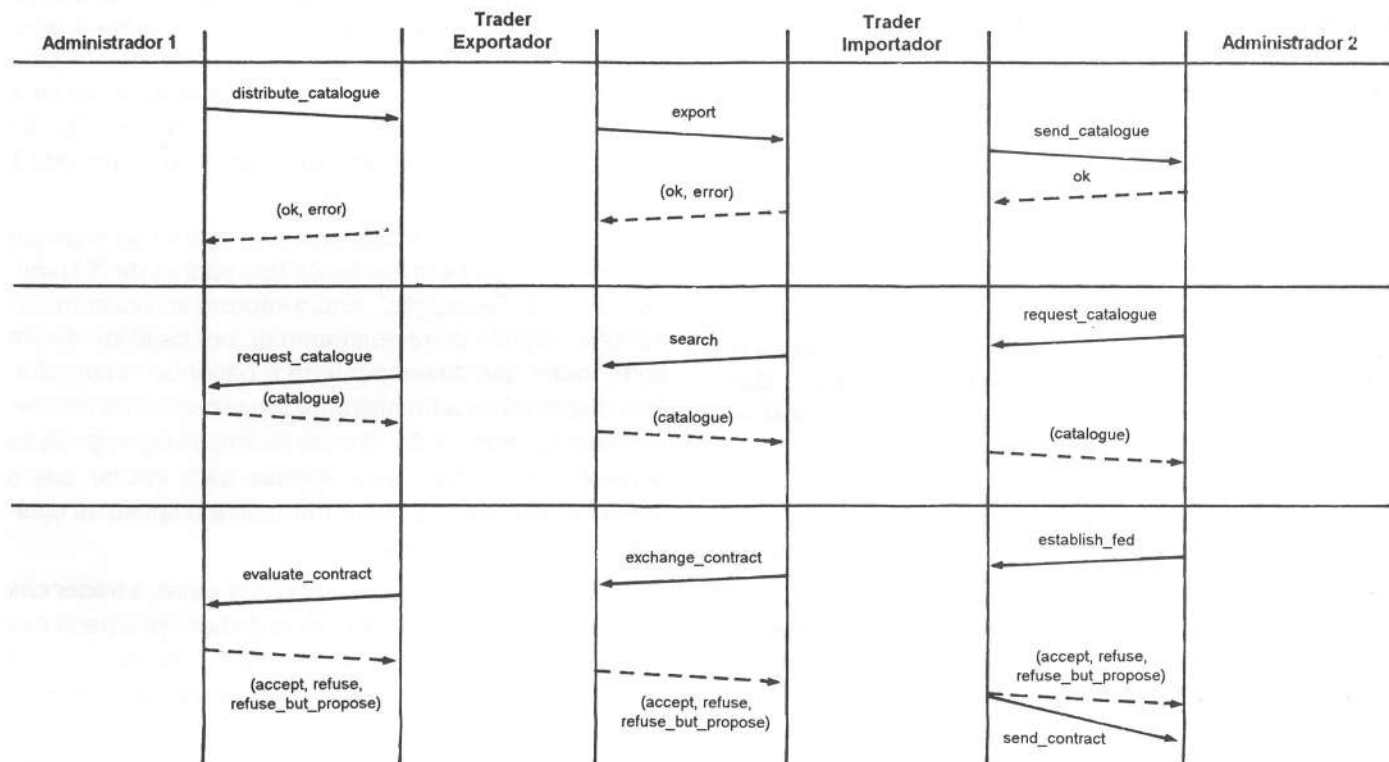 Administrador 1
Trader
Exportador
Trader
Importador
Administrador 2
distribute_catalogue
export
send_catalogue
ok
(ok, error)
(ok, error)
request_catalogue
search
request_catalogue
(catalogue)
(catalogue)
(catalogue)
establish_fed
exchange_contract
evaluate_contract
(accept, refuse,
refuse_but_propose)
(accept, refuse,
refuse_but_propose)
(accept, refuse,
refuse_but_propose)
send_contract